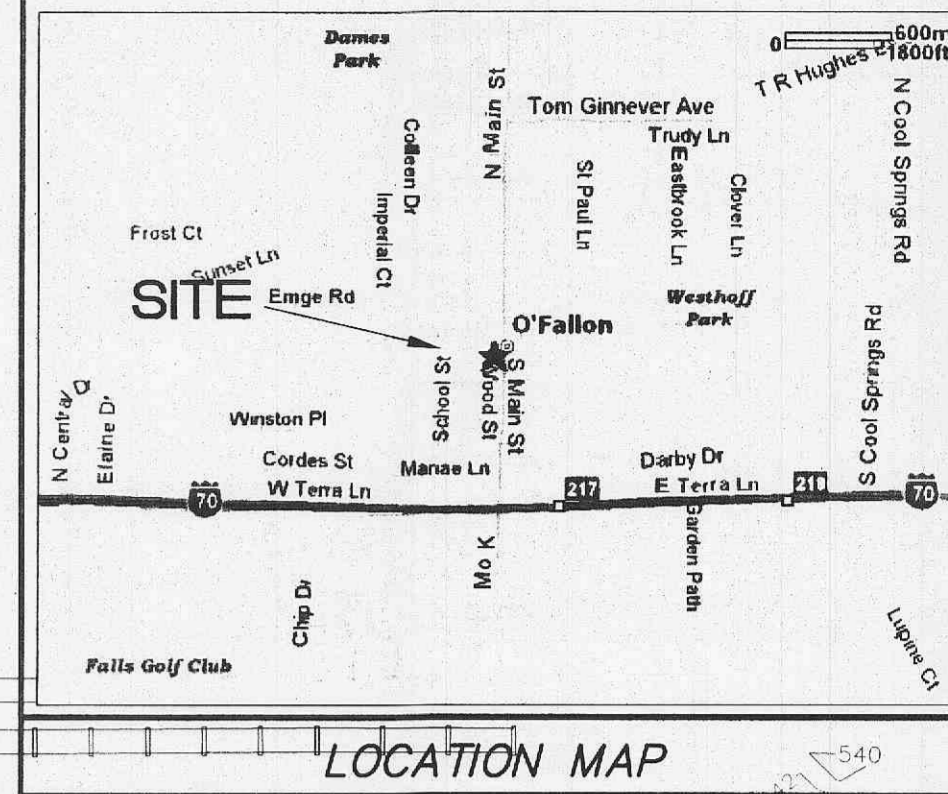 Dames
Park
0 600m
1800ft
T R Hughes
N Main St
Tom Ginnever Ave
Trudy Ln
N Cool Springs Rd
Colleen Dr
Imperial Ct
St Paul Ln
Eastbrook Ln
Clover Ln
Frost Ct
Sunset Ln
SITE
Emge Rd
Westhoff
Park
O'Fallon
School St
Wood St
S Main St
S Cool Springs Rd
N Central
Elaine Dr
Winston Pl
Cordes St
Manae Ln
Darby Dr
W Terra Ln
217
E Terra Ln
70
70
Mo K
Garden Path
Chip Dr
Lupine Ct
Falls Golf Club
LOCATION MAP
540